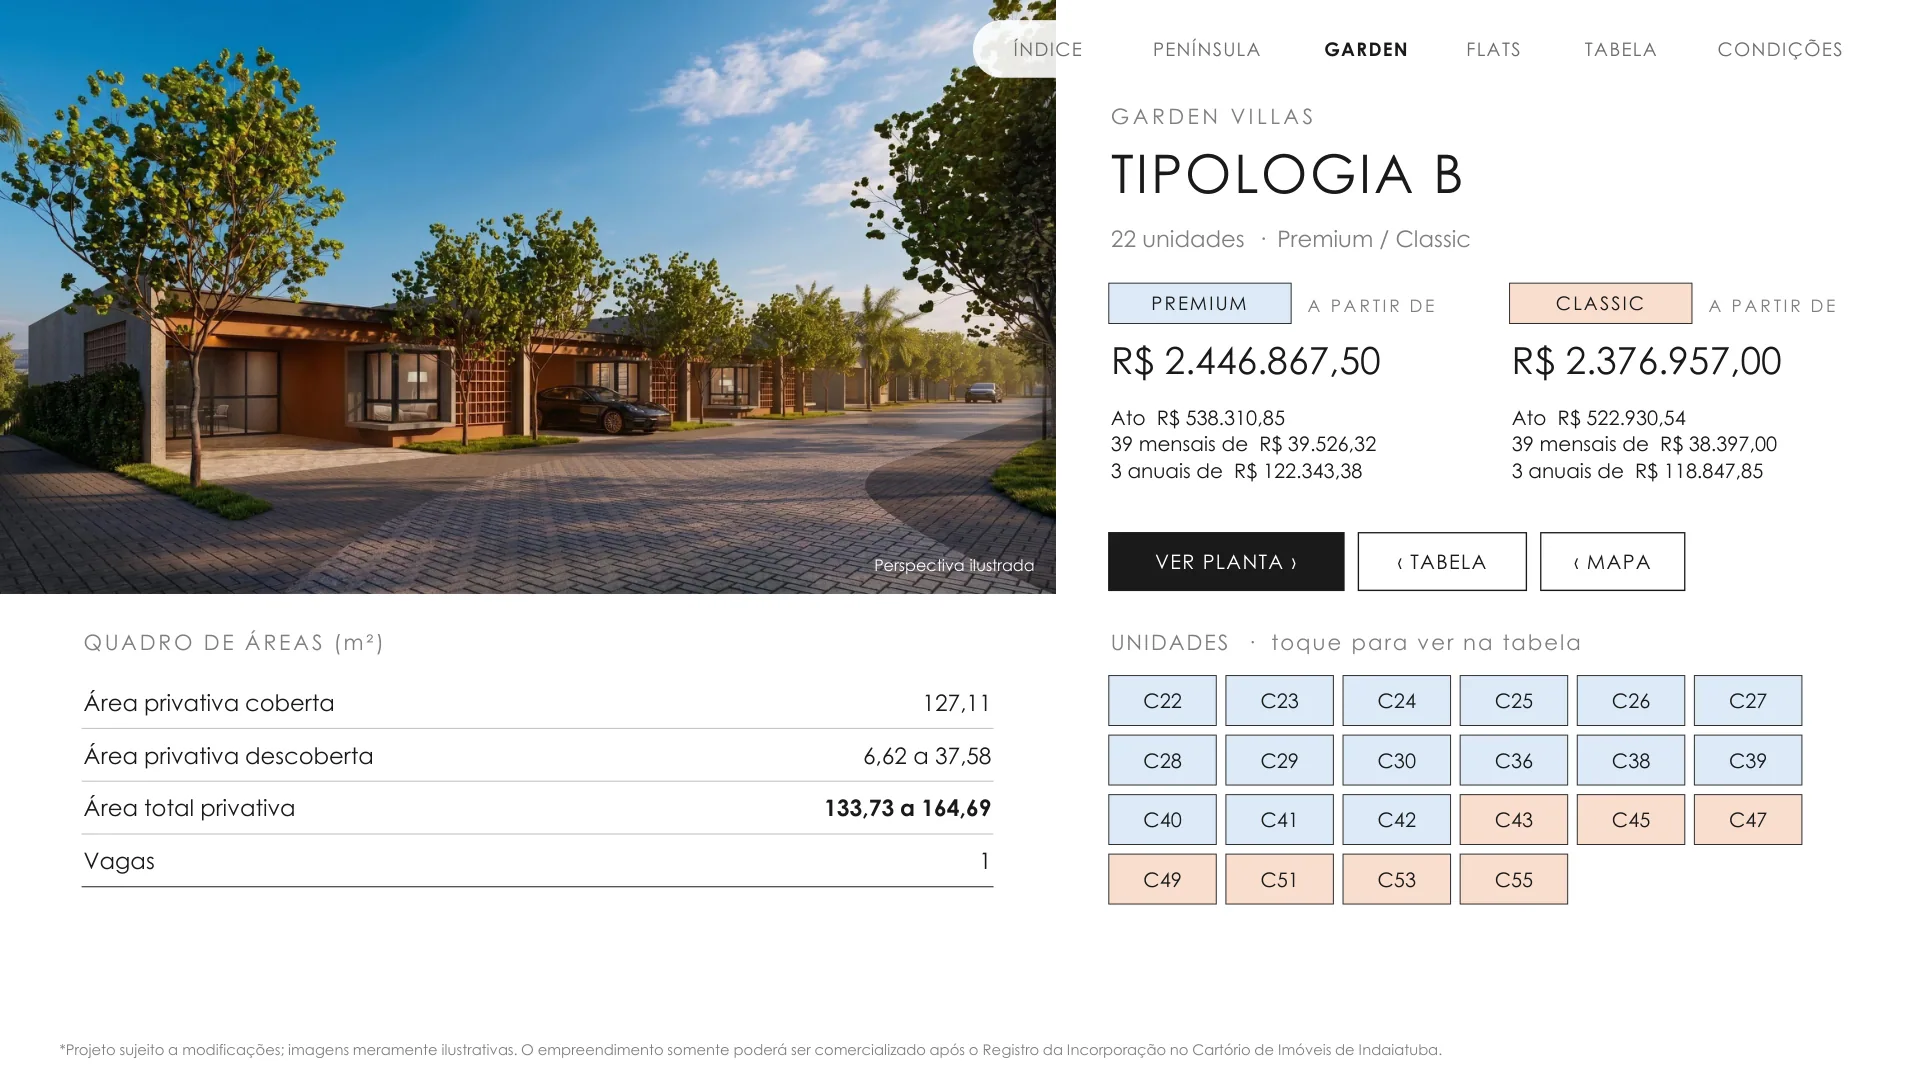 ÍNDICE PENÍNSULA GARDEN FLATS TABELA CONDIÇÕES
GARDEN VILLAS
TIPOLOGIA B
22 unidades · Premium / Classic
PREMIUM A PARTIR DE
R$ 2.446.867,50
Ato R$ 538.310,85
39 mensais de R$ 39.526,32
3 anuais de R$ 122.343,38
CLASSIC A PARTIR DE
R$ 2.376.957,00
Ato R$ 522.930,54
39 mensais de R$ 38.397,00
3 anuais de R$ 118.847,85
VER PLANTA › ‹ TABELA ‹ MAPA
Perspectiva ilustrada
QUADRO DE ÁREAS (m²)
Área privativa coberta 127,11
Área privativa descoberta 6,62 a 37,58
Área total privativa 133,73 a 164,69
Vagas 1
UNIDADES · toque para ver na tabela
C22 C23 C24 C25 C26 C27
C28 C29 C30 C36 C38 C39
C40 C41 C42 C43 C45 C47
C49 C51 C53 C55
*Projeto sujeito a modificações; imagens meramente ilustrativas. O empreendimento somente poderá ser comercializado após o Registro da Incorporação no Cartório de Imóveis de Indaiatuba.